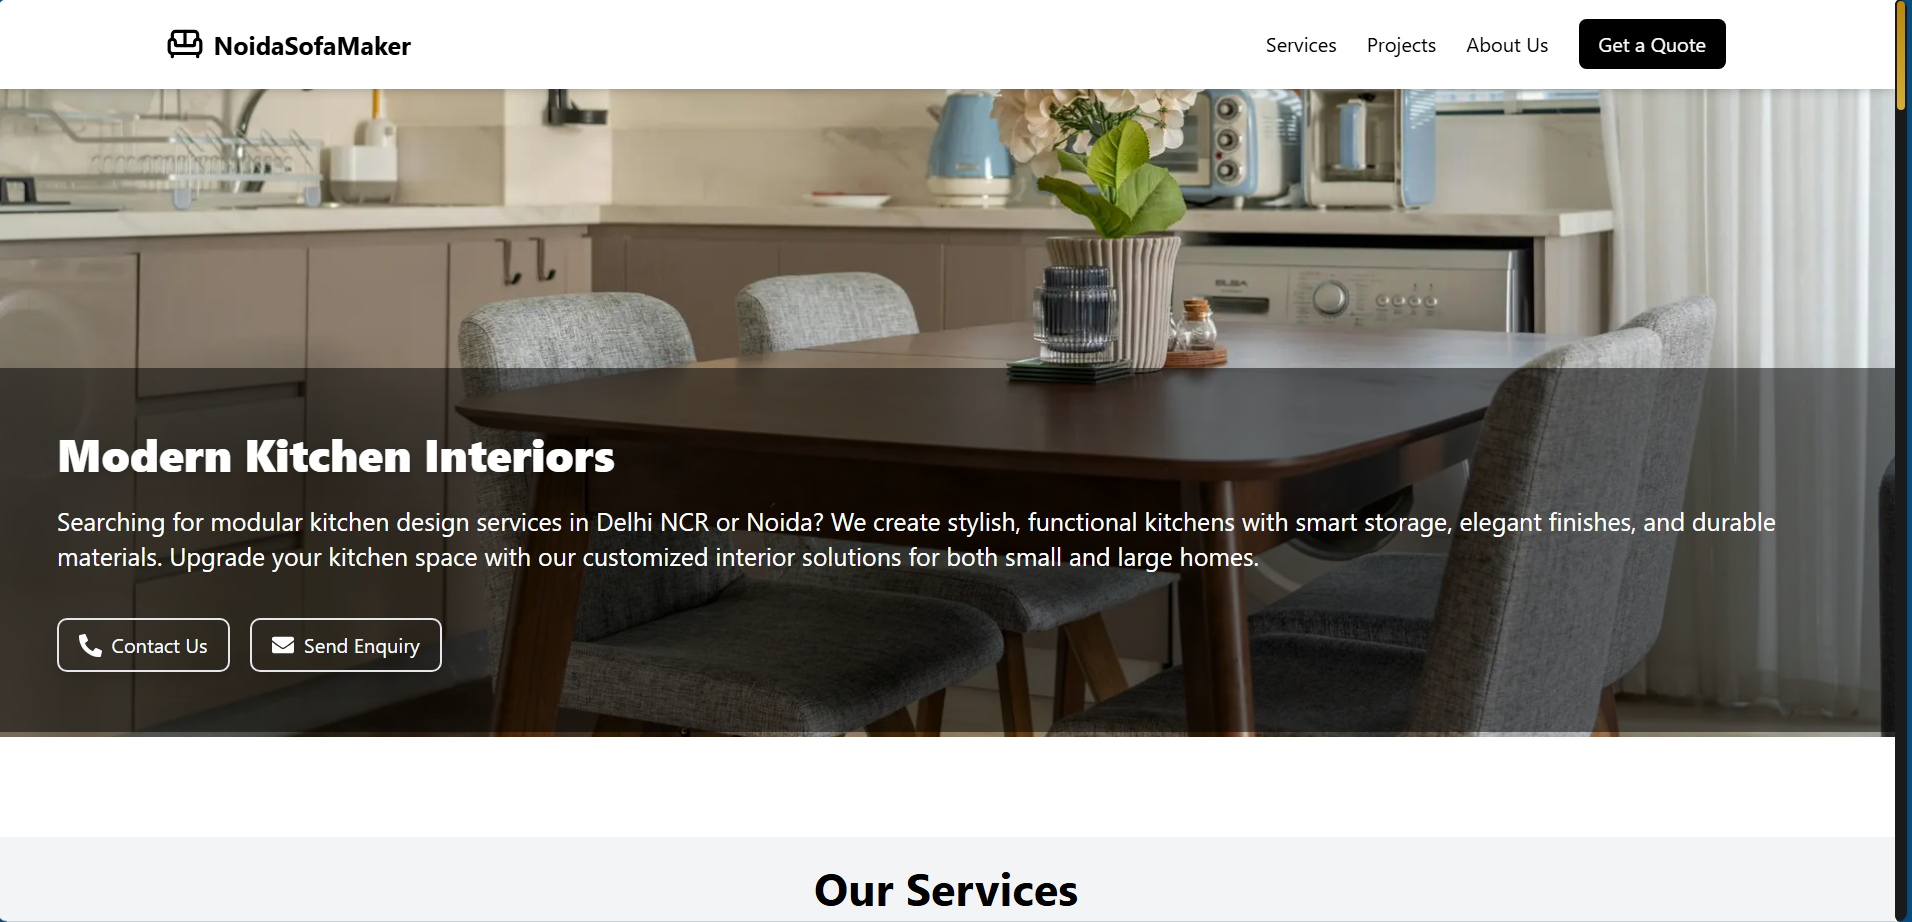 NoidaSofaMaker
Services
Projects
About Us
Get a Quote
ELBA
Modern Kitchen Interiors
Searching for modular kitchen design services in Delhi NCR or Noida? We create stylish, functional kitchens with smart storage, elegant finishes, and durable
materials. Upgrade your kitchen space with our customized interior solutions for both small and large homes.
Contact Us
Send Enquiry
Our Services